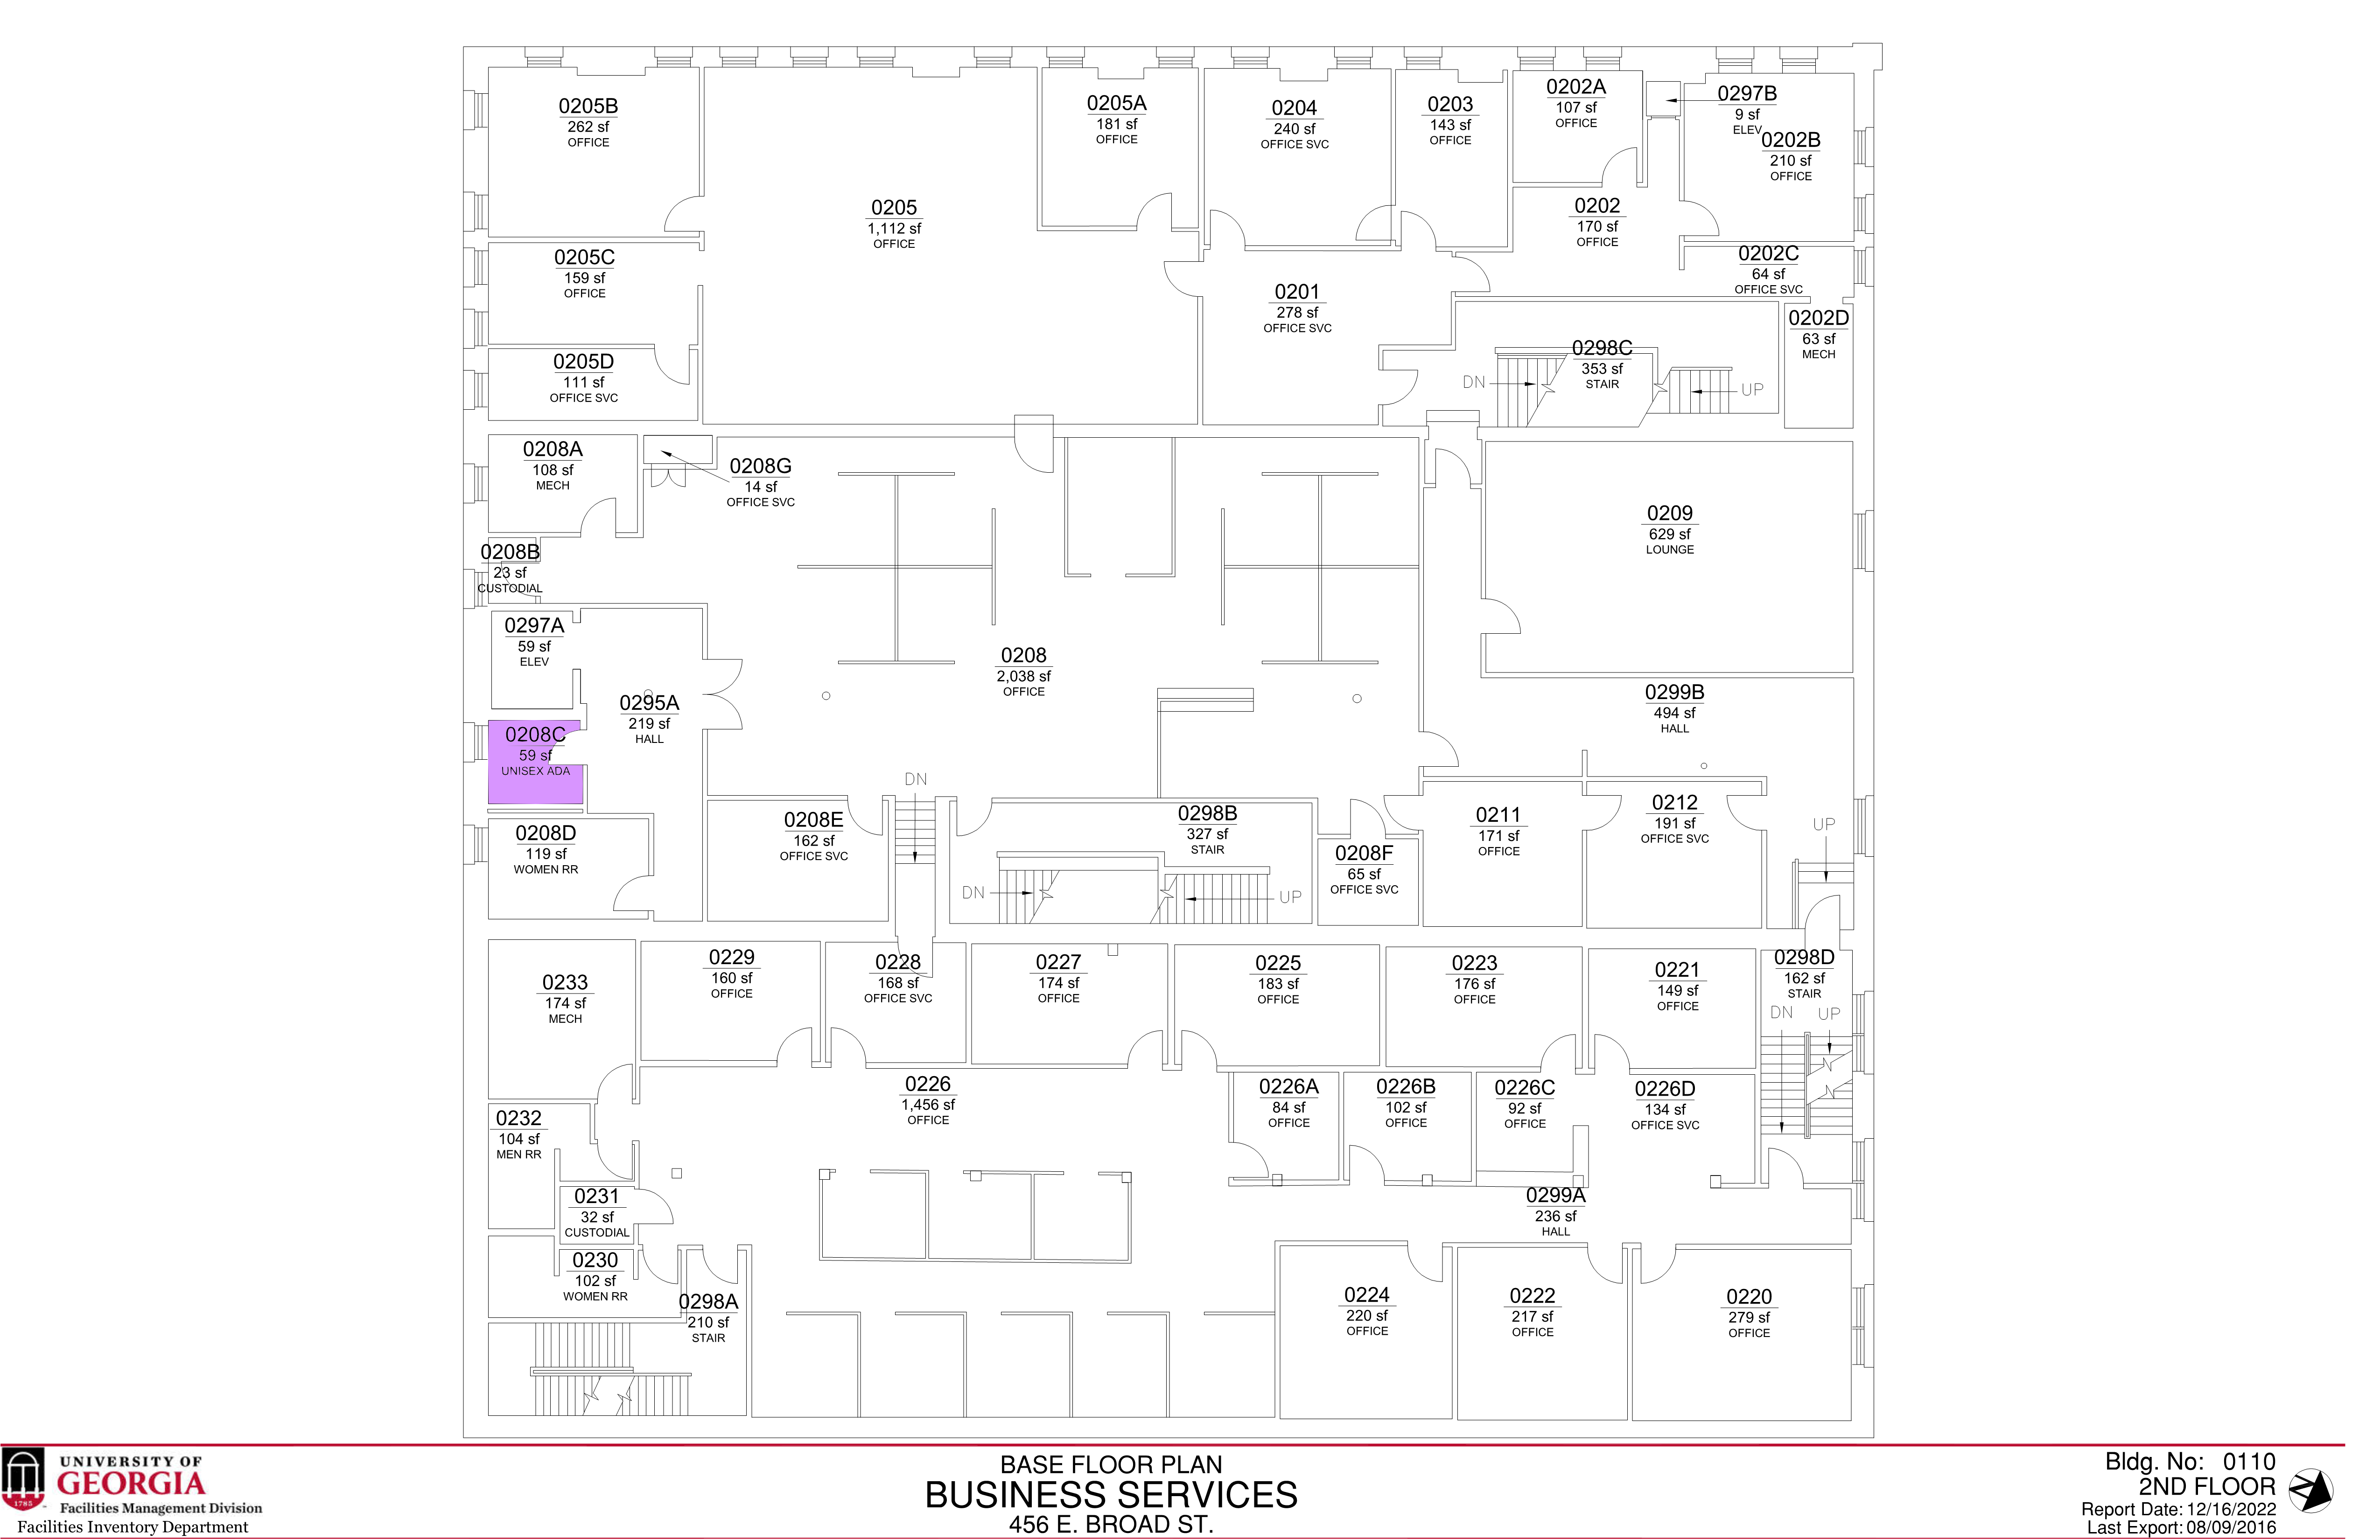 0205B
262 sf
OFFICE
0205
1,112 sf
OFFICE
0205A
181 sf
OFFICE
0204
240 sf
OFFICE SVC
0203
143 sf
OFFICE
0202A
107 sf
OFFICE
0297B
9 sf
ELEV
0202B
210 sf
OFFICE
0202
170 sf
OFFICE
0205C
159 sf
OFFICE
0202C
64 sf
OFFICE SVC
0201
278 sf
OFFICE SVC
0202D
63 sf
MECH
0205D
111 sf
OFFICE SVC
0298C
353 sf
STAIR
DN
UP
0208A
108 sf
MECH
0208G
14 sf
OFFICE SVC
0209
629 sf
LOUNGE
0208B
23 sf
CUSTODIAL
0297A
59 sf
ELEV
0208
2,038 sf
OFFICE
0295A
219 sf
HALL
0299B
494 sf
HALL
0208C
59 sf
UNISEX ADA
DN
0208D
119 sf
WOMEN RR
0208E
162 sf
OFFICE SVC
0298B
327 sf
STAIR
DN
UP
0208F
65 sf
OFFICE SVC
0211
171 sf
OFFICE
0212
191 sf
OFFICE SVC
UP
0233
174 sf
MECH
0229
160 sf
OFFICE
0228
168 sf
OFFICE SVC
0227
174 sf
OFFICE
0225
183 sf
OFFICE
0223
176 sf
OFFICE
0221
149 sf
OFFICE
0298D
162 sf
STAIR
DN UP
0226
1,456 sf
OFFICE
0226A
84 sf
OFFICE
0226B
102 sf
OFFICE
0226C
92 sf
OFFICE
0226D
134 sf
OFFICE SVC
0232
104 sf
MEN RR
0231
32 sf
CUSTODIAL
0299A
236 sf
HALL
0230
102 sf
WOMEN RR
0298A
210 sf
STAIR
0224
220 sf
OFFICE
0222
217 sf
OFFICE
0220
279 sf
OFFICE
1785
UNIVERSITY OF
GEORGIA
Facilities Management Division
Facilities Inventory Department
BASE FLOOR PLAN
BUSINESS SERVICES
456 E. BROAD ST.
Bldg. No: 0110
2ND FLOOR
Report Date: 12/16/2022
Last Export: 08/09/2016
N